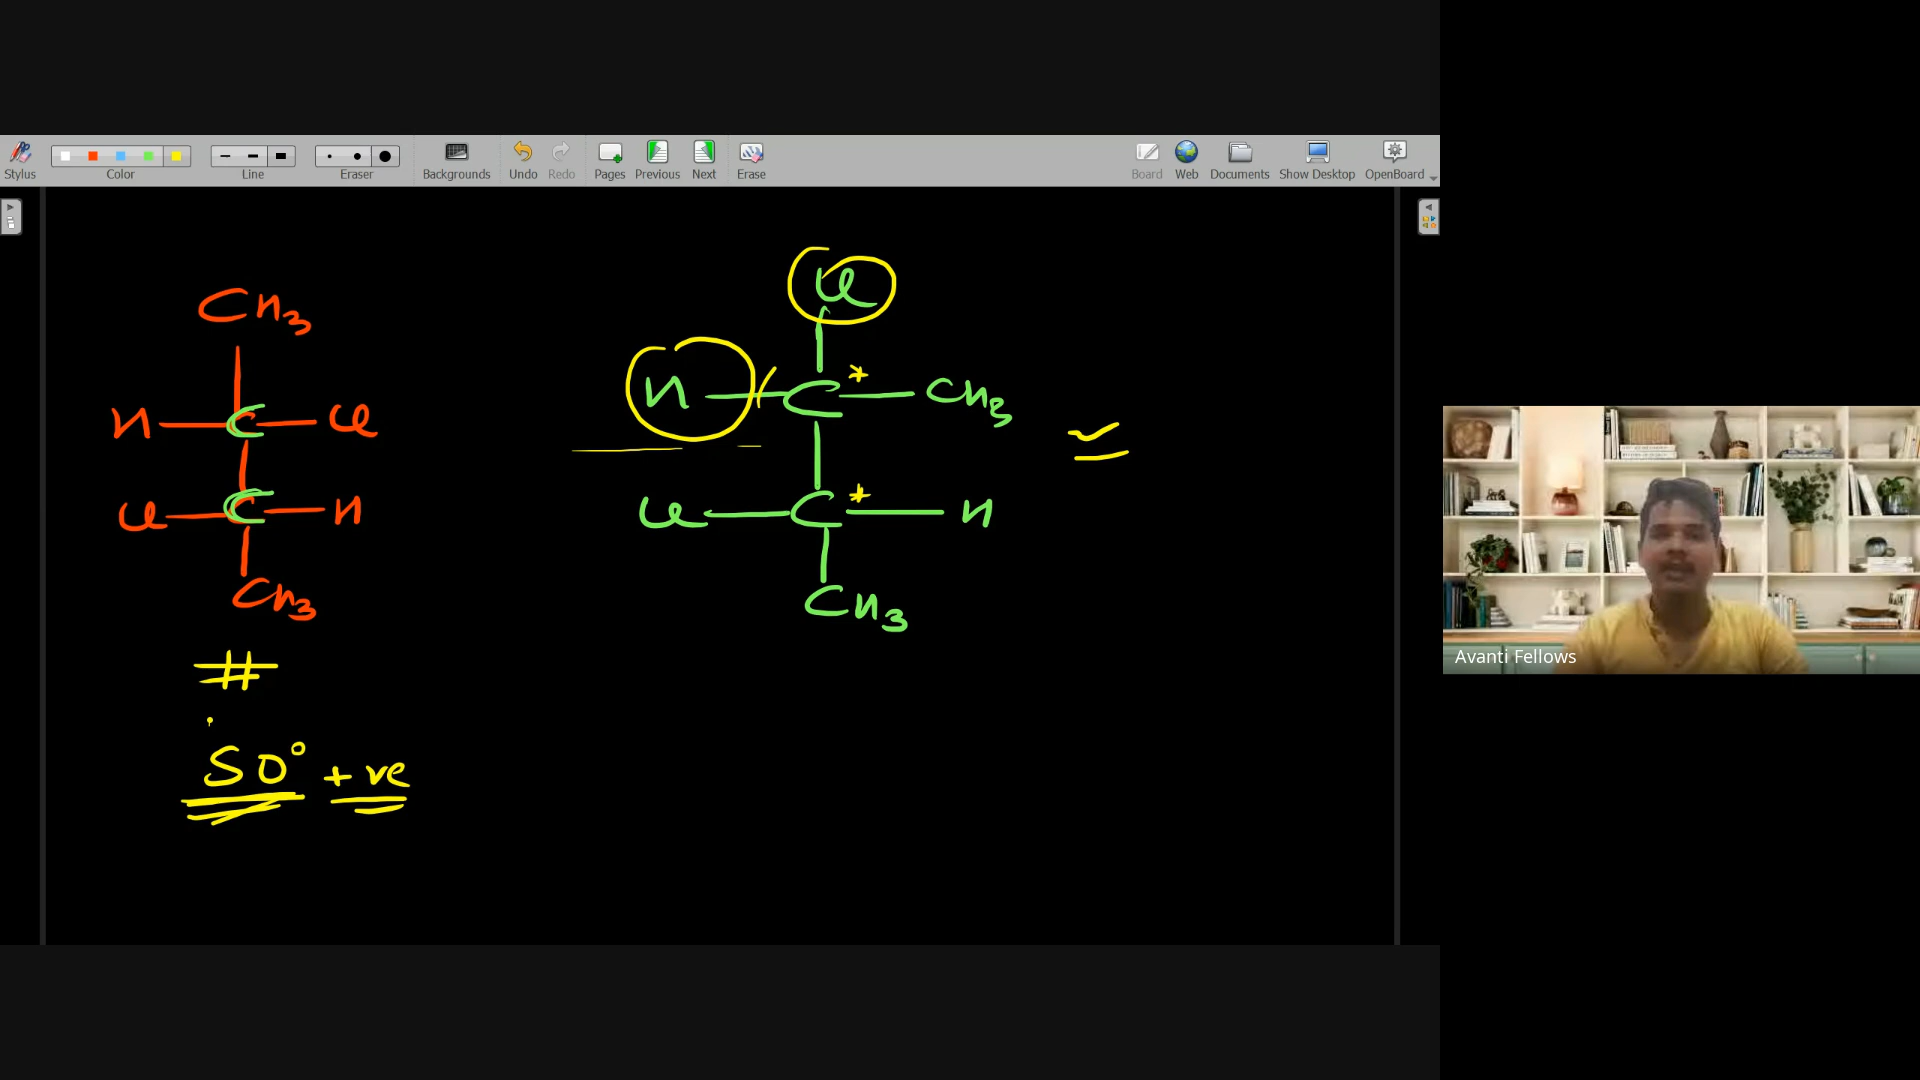 Stylus Color Line Eraser Backgrounds Undo Redo Pages Previous Next Erase Board Web Documents Show Desktop OpenBoard
CH3
H C Cl
Cl C H
CH3
50° +ve
Cl
H C* CH3
Cl C* H
CH3
Avanti Fellows